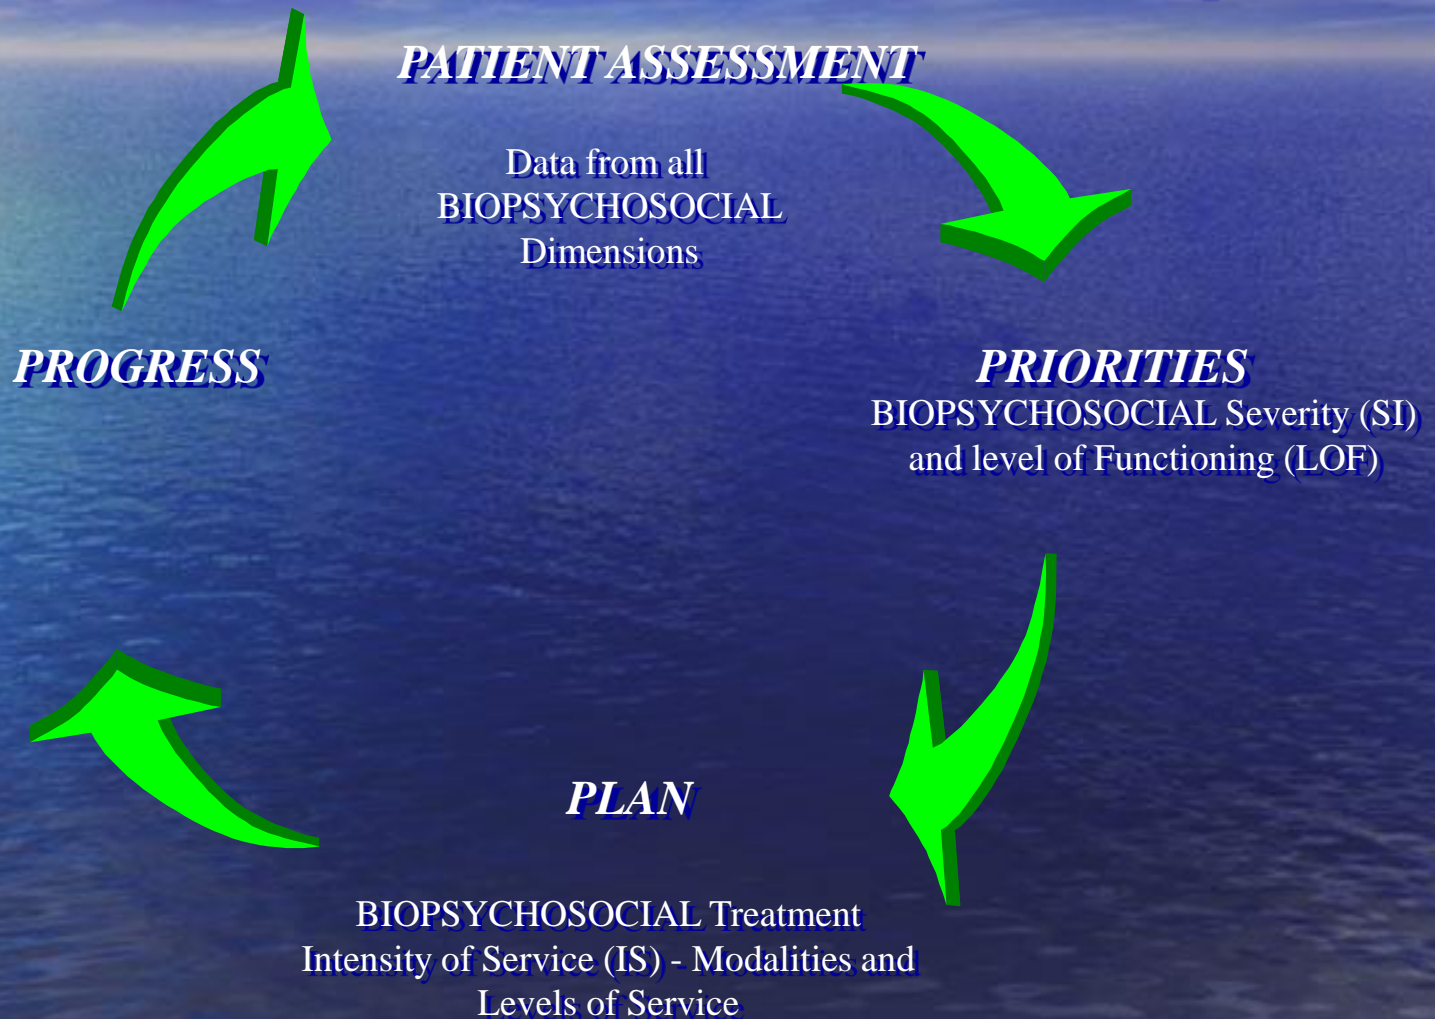 PATIENT ASSESSMENT
Data from all
BIOPSYCHOSOCIAL
Dimensions
PROGRESS
PRIORITIES
BIOPSYCHOSOCIAL Severity (SI)
and level of Functioning (LOF)
PLAN
BIOPSYCHOSOCIAL Treatment
Intensity of Service (IS) - Modalities and
Levels of Service